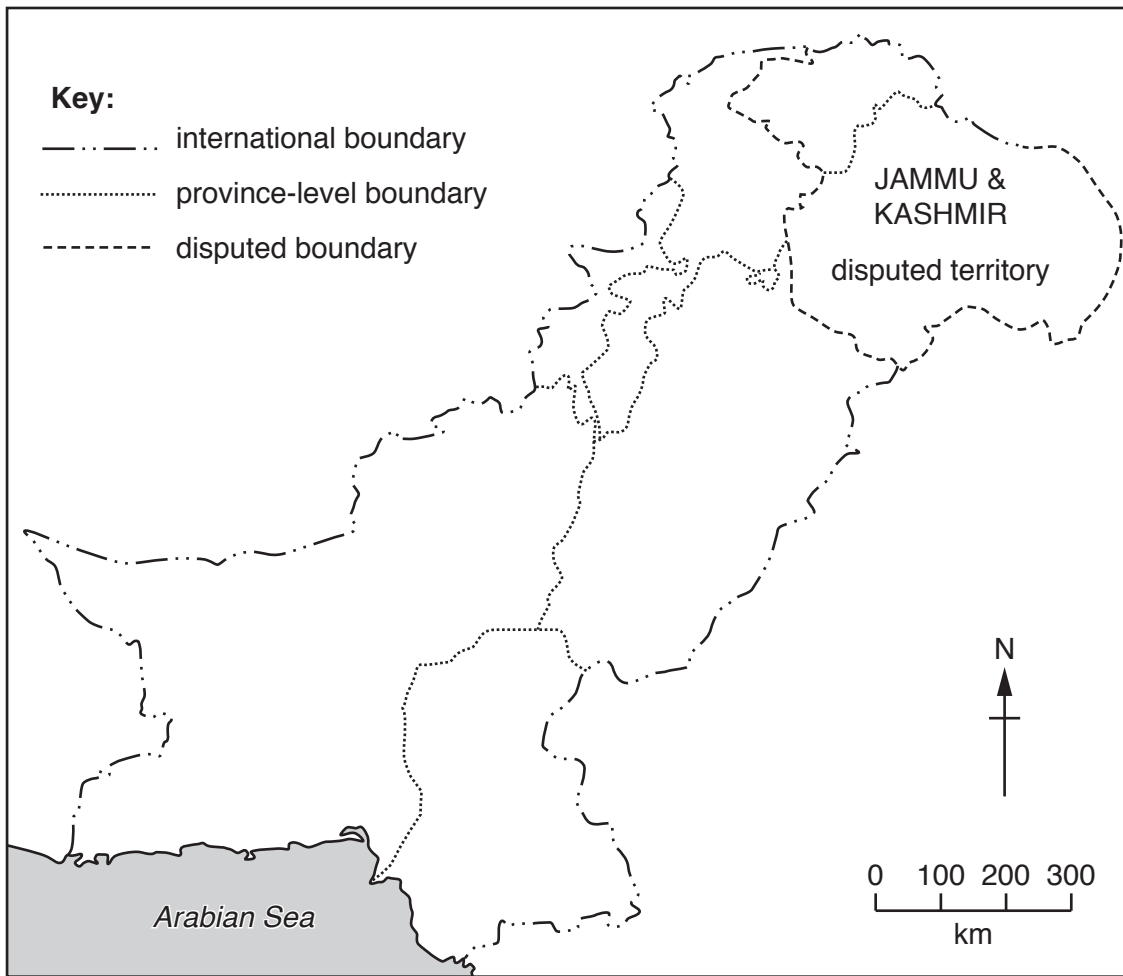 Key:
international boundary
province-level boundary
disputed boundary
JAMMU &
KASHMIR
disputed territory
N
0 100 200 300
km
Arabian Sea